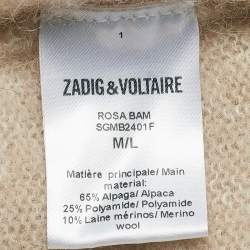 1
ZADIG & VOLTAIRE
ROSA BAM
SGMB2401F
M/L
Matière principale/ Main
material:
65% Alpaga/ Alpaca
25% Polyamide/ Polyamide
10% Laine mérinos/ Merino
wool